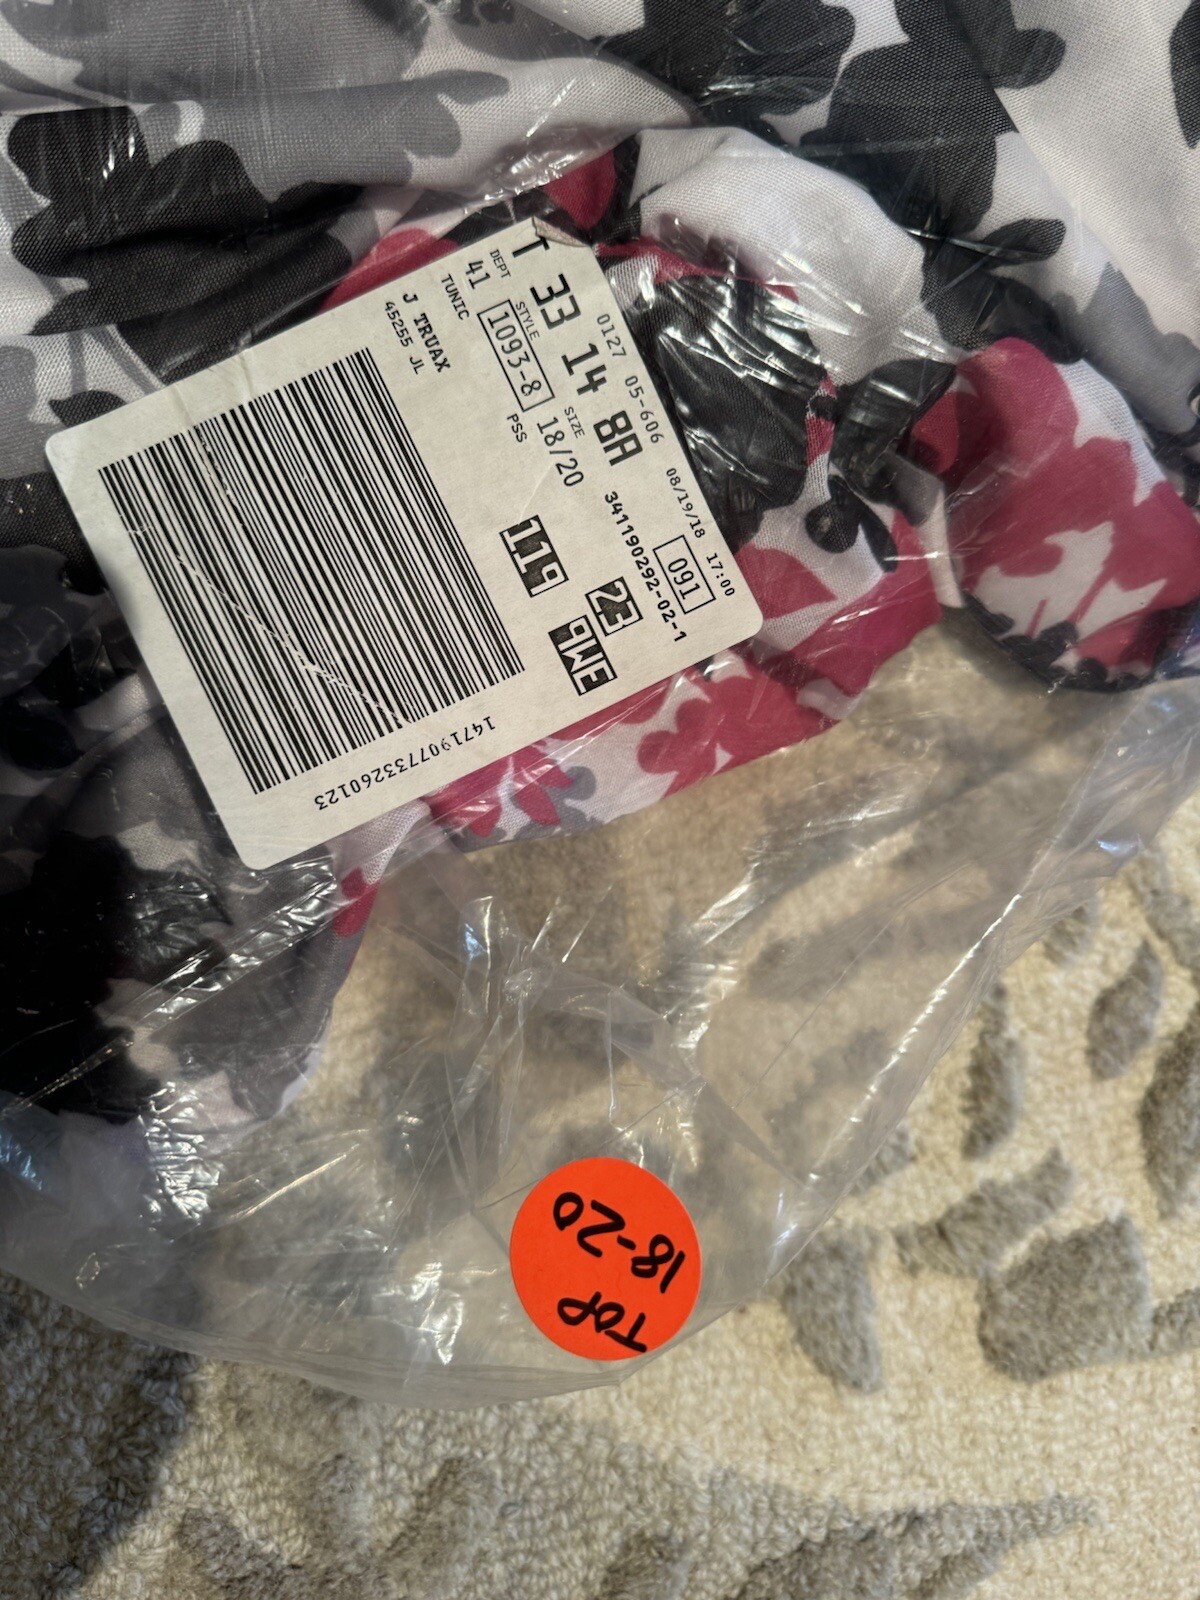 0127 05-606 08/19/18 17:00
T 33 14 8A 091
341190292-02-1
DEPT STYLE SIZE
41 1093-8 18/20 23
TUNIC PSS 119 9WE
J TRUAX
45255 JL
1471907733260123
TOP
18-20